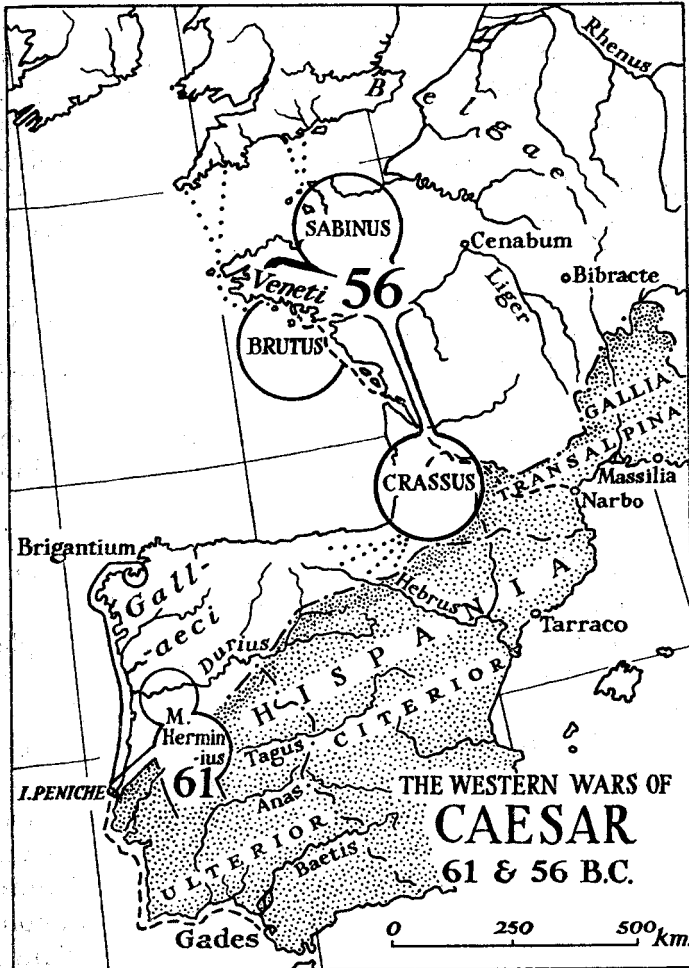 Rhenus
B
elgae
SABINUS
Cenabum
Veneti
56
Liger
Bibracte
BRUTUS
GALLIA
TRANSALPINA
CRASSUS
Massilia
Narbo
Brigantium
Gall-
-aeci
Hebrus
Durius
Tarraco
HISPANIA
CITERIOR
M.
Hermin
-ius
61
Tagus
I. PENICHE
Anas
ULTERIOR
Baetis
Gades
THE WESTERN WARS OF
CAESAR
61 & 56 B.C.
0 250 500 km.